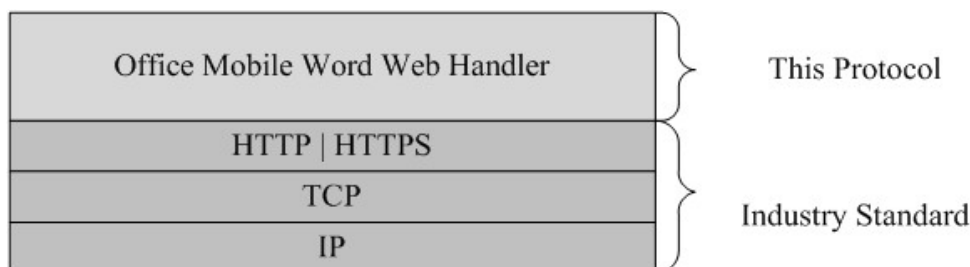 Office Mobile Word Web Handler
This Protocol
HTTP | HTTPS
TCP
Industry Standard
IP